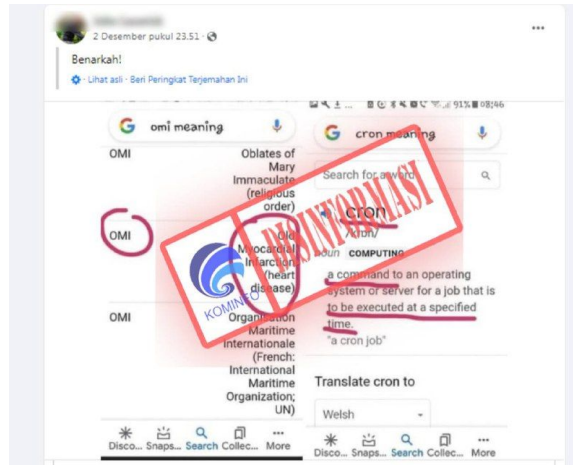 2 Desember pukul 23.51 ·
Benarkah!
· Lihat asli · Beri Peringkat Terjemahan Ini
omi meaning
OMI
Oblates of
Mary
Immaculate
(religious
order)
OMI
Old
Myocardial
Infarction
(heart
disease)
OMI
Organisation
Maritime
Internationale
(French:
International
Maritime
Organization;
UN)
Disco... Snaps... Search Collec... More
91% 08;46
cron meaning
Search for a word
cron
noun COMPUTING
a command to an operating
system or server for a job that is
to be executed at a specified
time.
"a cron job"
Translate cron to
Welsh
Disco... Snaps... Search Collec... More
KOMINFO
DISINFORMASI